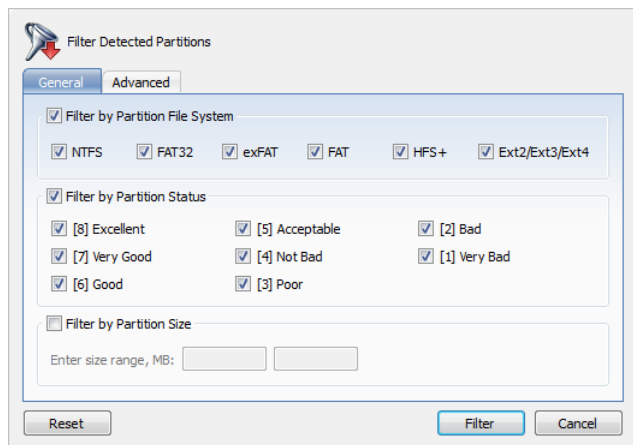 Filter Detected Partitions
General Advanced
Filter by Partition File System
NTFS FAT32 exFAT FAT HFS+ Ext2/Ext3/Ext4
Filter by Partition Status
[8] Excellent [5] Acceptable [2] Bad
[7] Very Good [4] Not Bad [1] Very Bad
[6] Good [3] Poor
Filter by Partition Size
Enter size range, MB:
Reset Filter Cancel